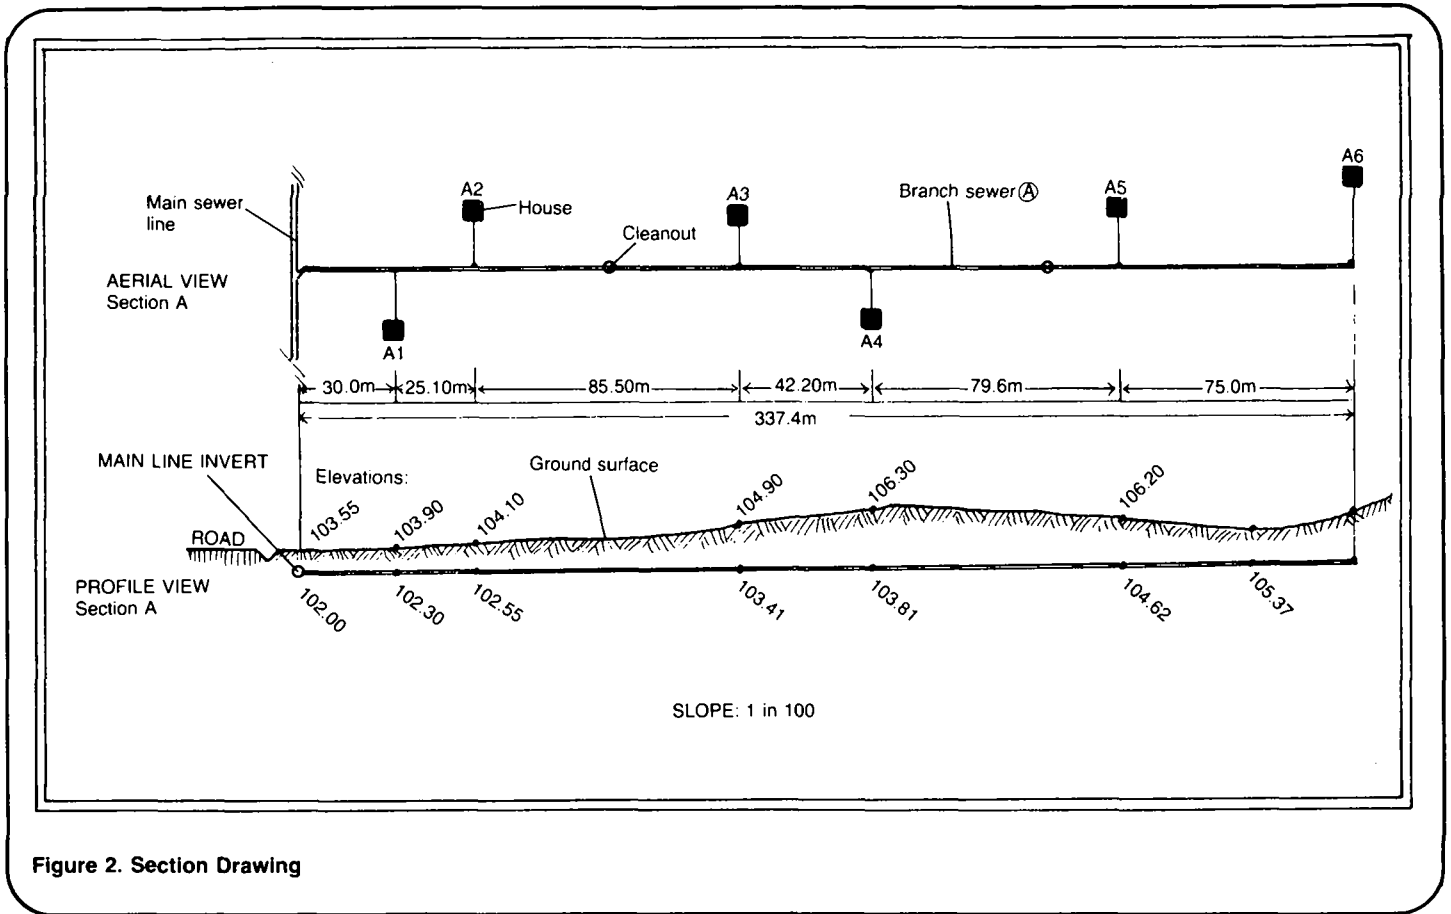 A6
A2
House
A3
Branch sewer Ⓐ
A5
Main sewer
line
Cleanout
AERIAL VIEW
Section A
A1
A4
30.0m
25.10m
85.50m
42.20m
79.6m
75.0m
337.4m
MAIN LINE INVERT
Elevations:
Ground surface
103.55
103.90
104.10
104.90
106.30
106.20
ROAD
PROFILE VIEW
Section A
102.00
102.30
102.55
103.41
103.81
104.62
105.37
SLOPE: 1 in 100
Figure 2. Section Drawing